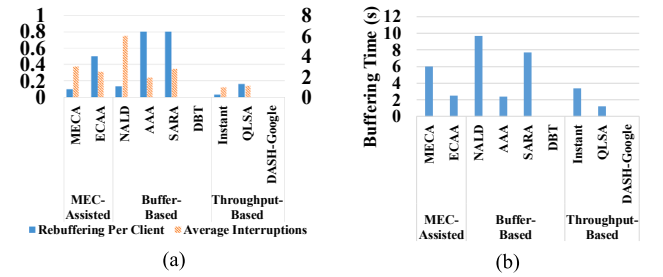 1
0.8
0.6
0.4
0.2
0
8
6
4
2
0
MECA
ECAA
NALD
AAA
SARA
DBT
Instant
QLSA
DASH-Google
MEC-
Assisted
Buffer-
Based
Throughput-
Based
Rebuffering Per Client
Average Interruptions
(a)
Buffering Time (s)
12
10
8
6
4
2
0
MECA
ECAA
NALD
AAA
SARA
DBT
Instant
QLSA
DASH-Google
MEC-
Assisted
Buffer-
Based
Throughput-
Based
(b)